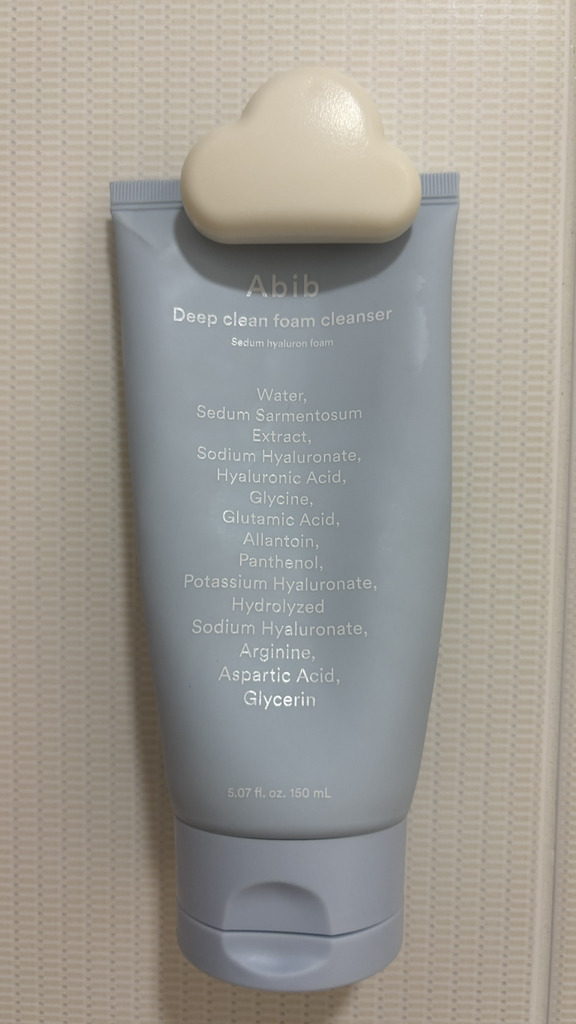 Abib
Deep clean foam cleanser
Sedum hyaluron foam
Water,
Sedum Sarmentosum
Extract,
Sodium Hyaluronate,
Hyaluronic Acid,
Glycine,
Glutamic Acid,
Allantoin,
Panthenol,
Potassium Hyaluronate,
Hydrolyzed
Sodium Hyaluronate,
Arginine,
Aspartic Acid,
Glycerin
5.07 fl. oz. 150 mL